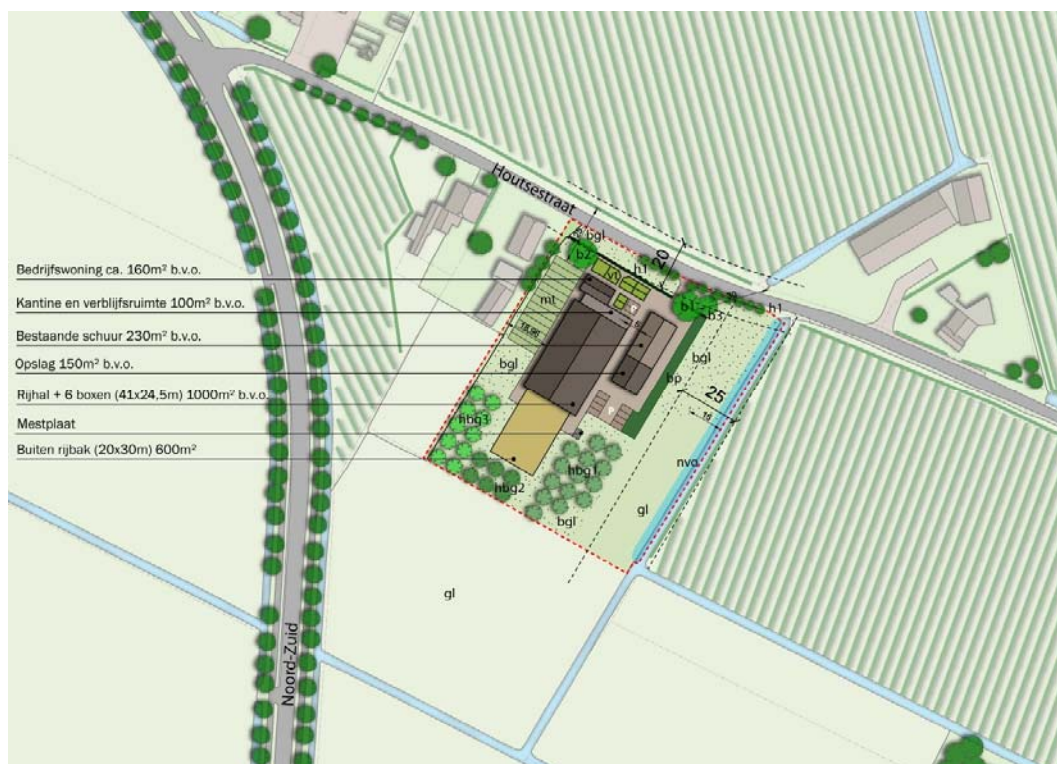 Houtsestraat
Bedrijfswoning ca. 160m² b.v.o.
Kantine en verblijfsruimte 100m² b.v.o.
Bestaande schuur 230m² b.v.o.
Opslag 150m² b.v.o.
Rijhal + 6 boxen (41x24,5m) 1000m² b.v.o.
Mestplaat
Buiten rijbak (20x30m) 600m²
Noord-Zuid
bgl
b2
h1
20
mt
b1
b3
h1
bgl
bgl
bp
25
hbg3
hbg1
nvo
hbg2
bgl
gl
gl